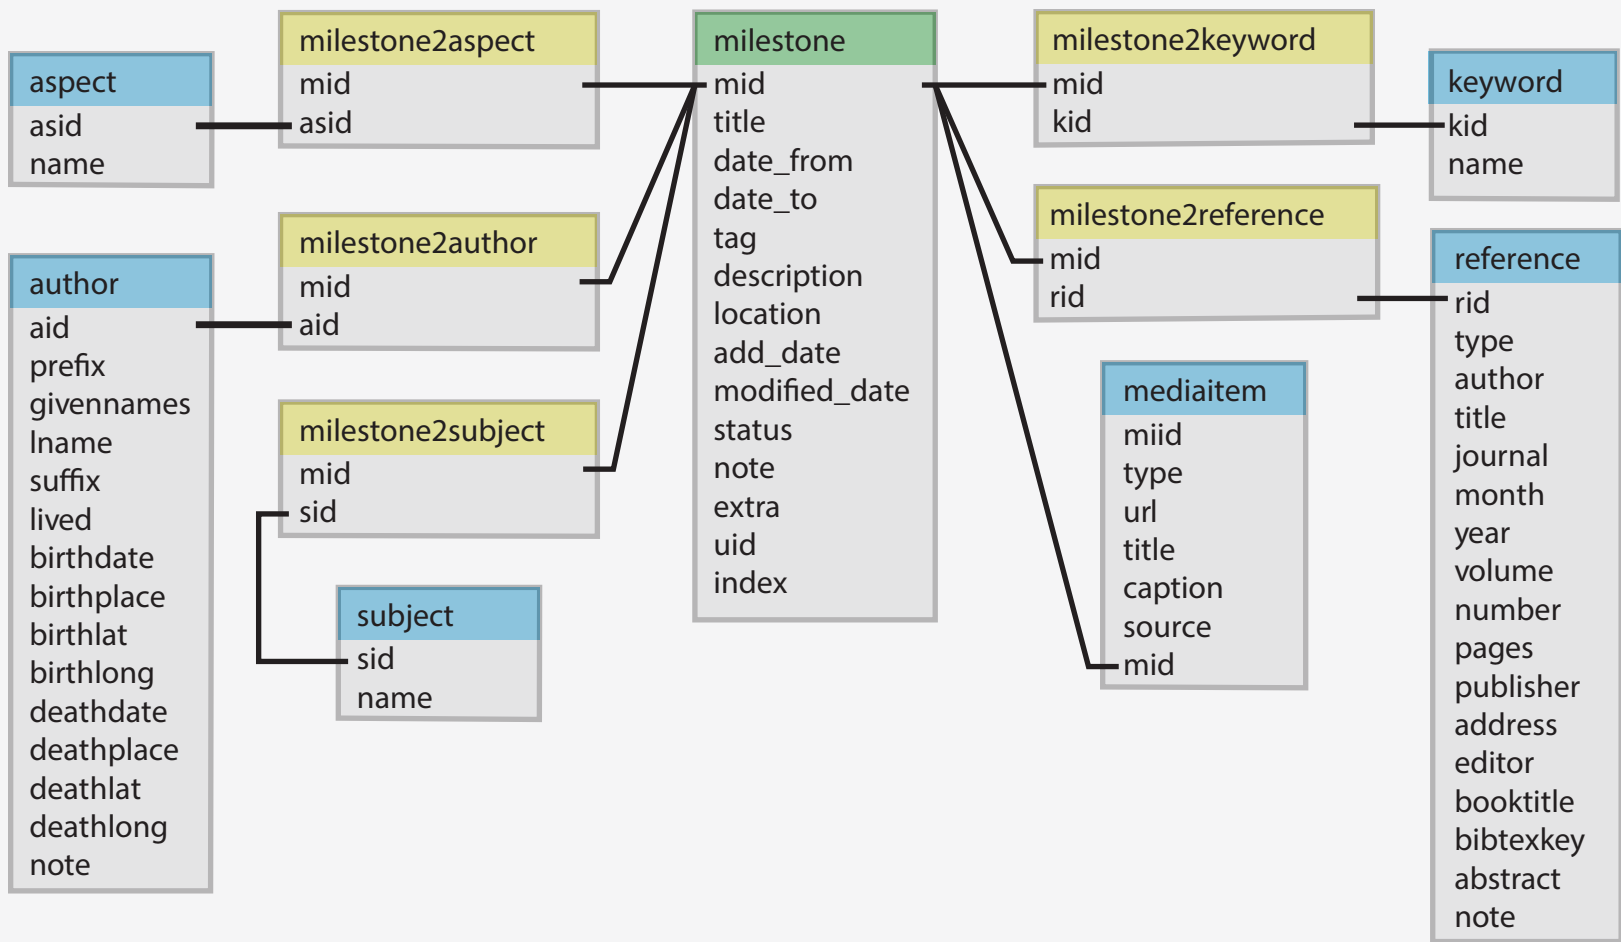 aspect
asid
name
author
aid
prefix
givennames
lname
suffix
lived
birthdate
birthplace
birthlat
birthlong
deathdate
deathplace
deathlat
deathlong
note
milestone2aspect
mid
asid
milestone2author
mid
aid
milestone2subject
mid
sid
subject
sid
name
milestone
mid
title
date_from
date_to
tag
description
location
add_date
modified_date
status
note
extra
uid
index
milestone2keyword
mid
kid
milestone2reference
mid
rid
mediaitem
miid
type
url
title
caption
source
mid
keyword
kid
name
reference
rid
type
author
title
journal
month
year
volume
number
pages
publisher
address
editor
booktitle
bibtexkey
abstract
note